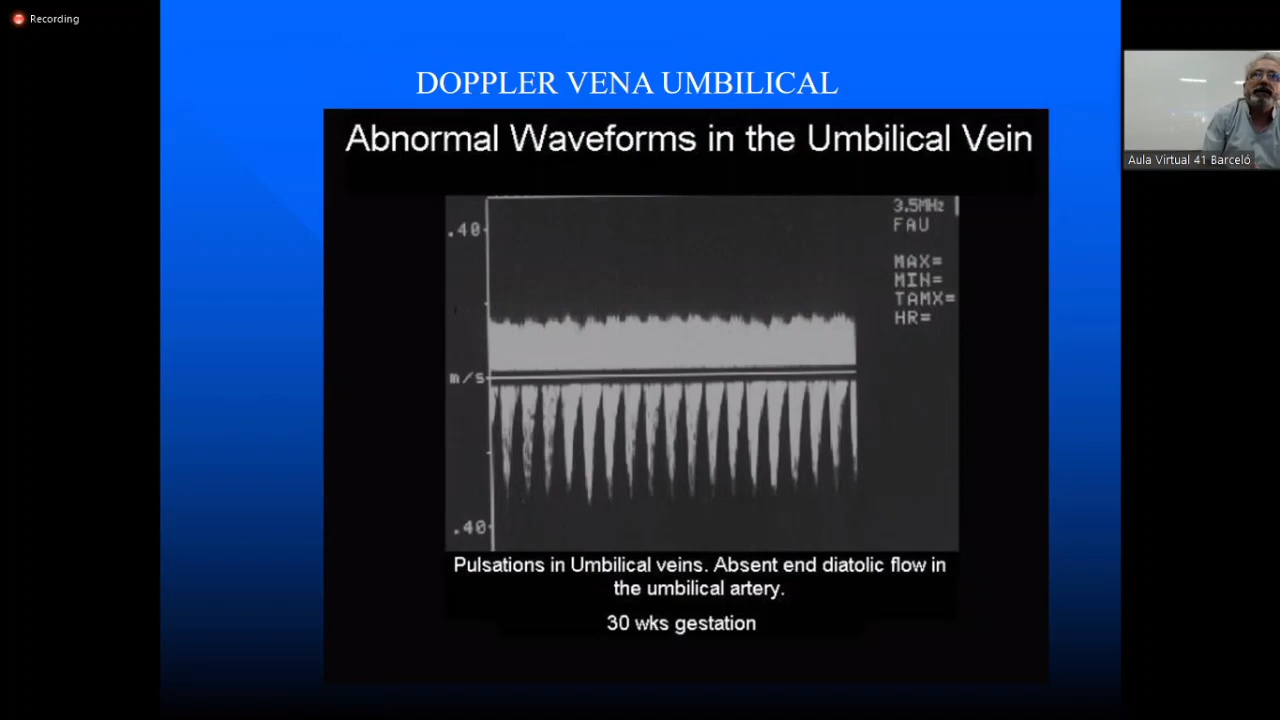 Recording
DOPPLER VENA UMBILICAL
Abnormal Waveforms in the Umbilical Vein
.40
3.5MHz
FAU
MAX=
MIN=
TAMX=
HR=
m/s
.40
Pulsations in Umbilical veins. Absent end diatolic flow in
the umbilical artery.
30 wks gestation
Aula Virtual 41 Barceló